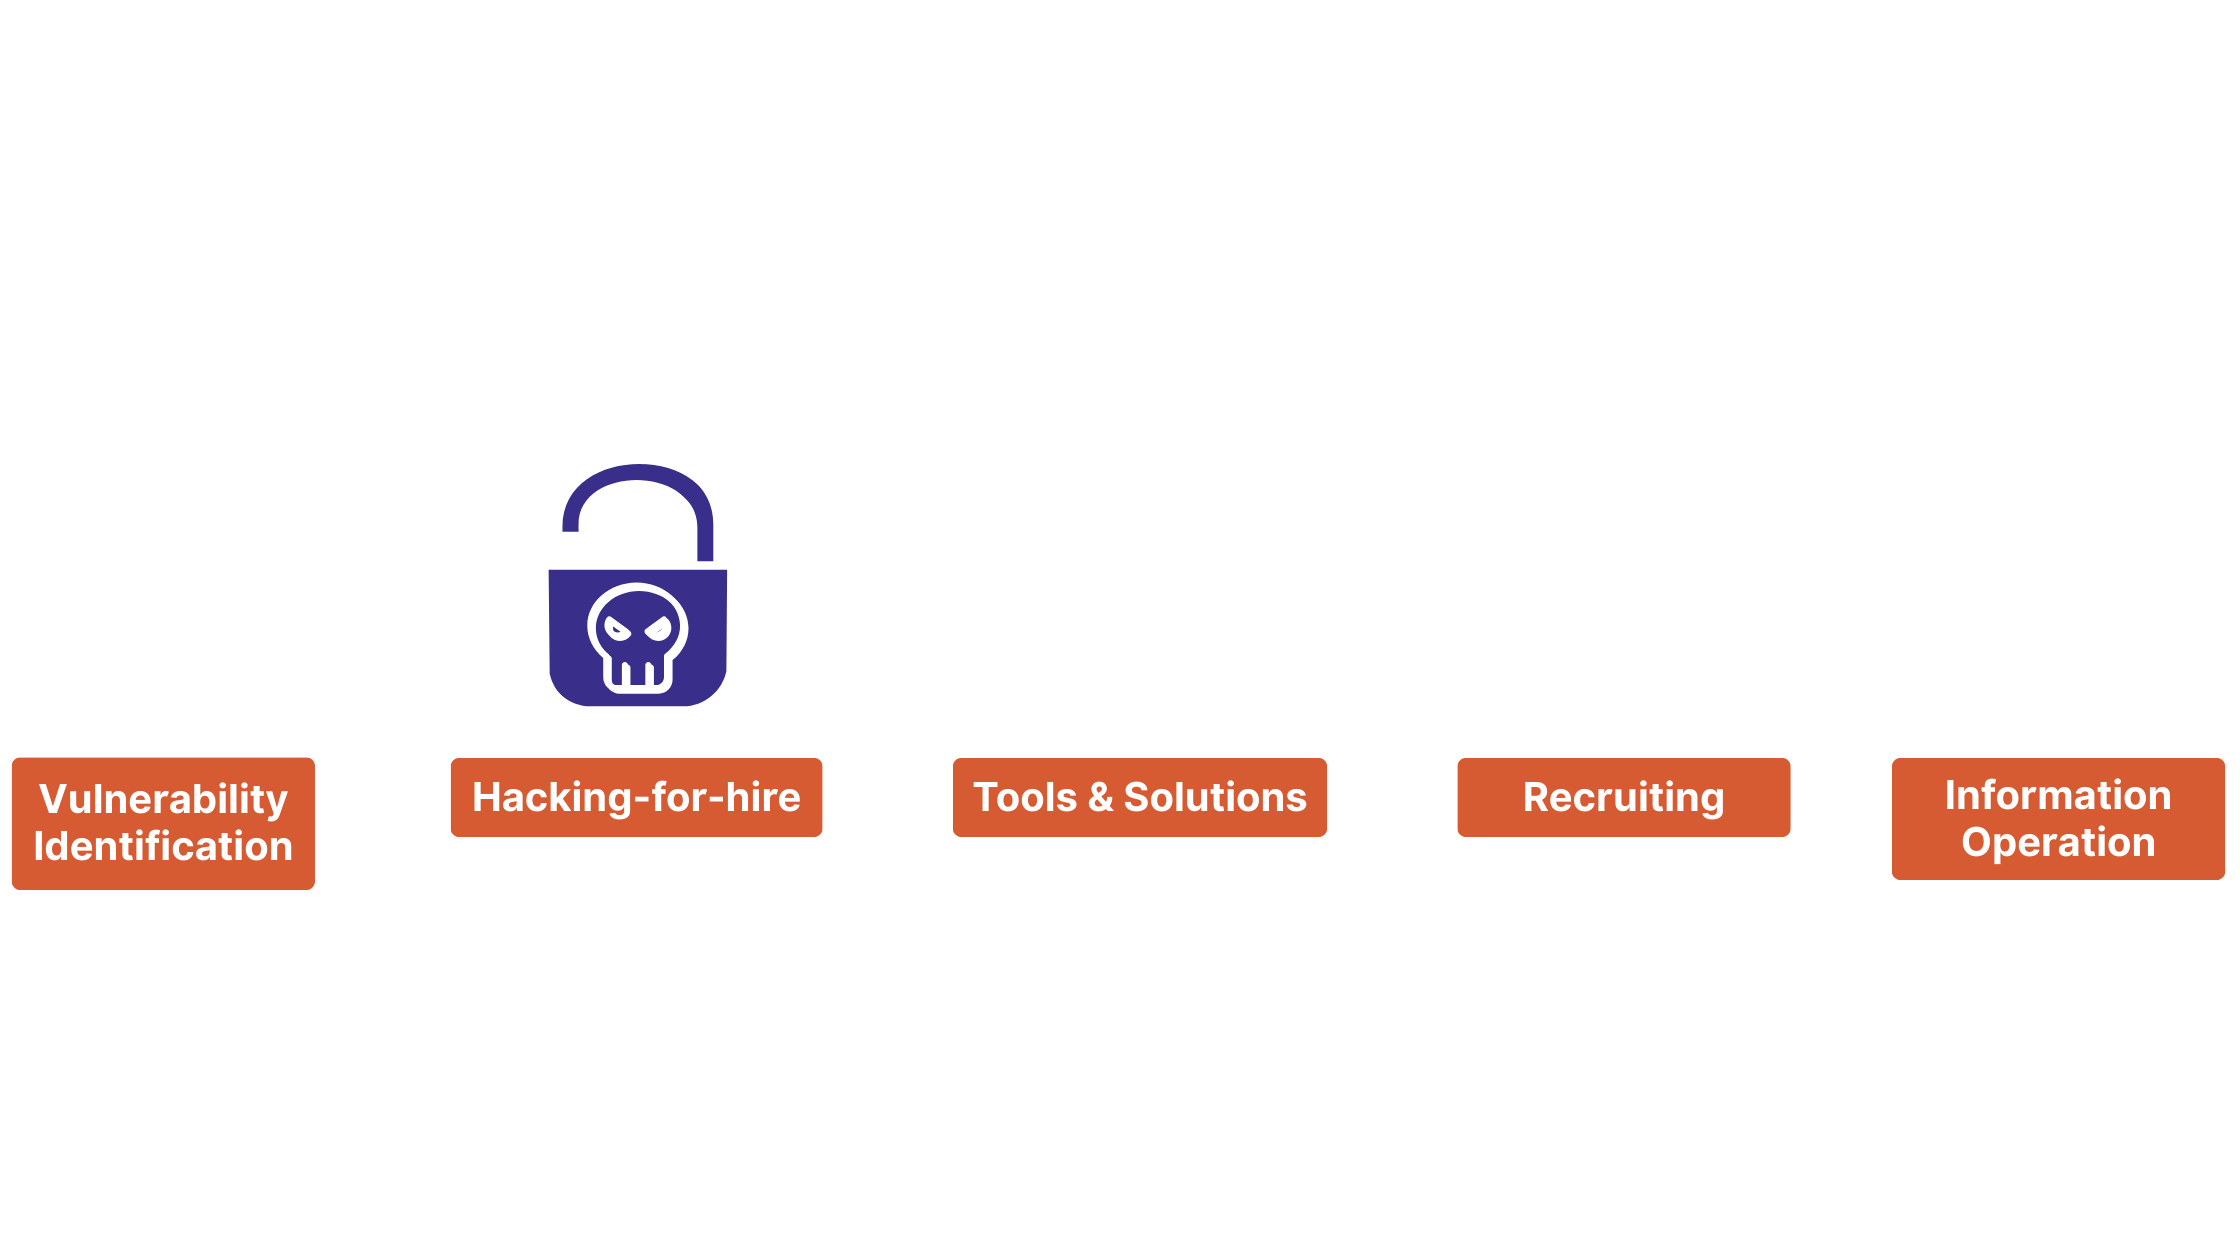 Vulnerability
Identification
Hacking-for-hire
Tools & Solutions
Recruiting
Information
Operation